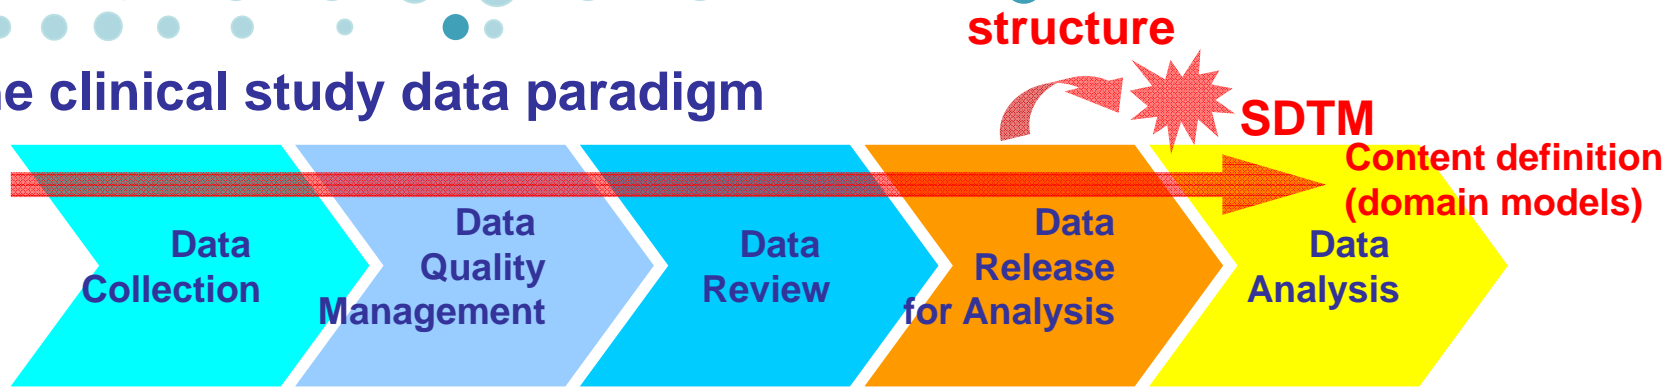 structure
e clinical study data paradigm
SDTM
Content definition
(domain models)
Data
Collection
Data
Quality
Management
Data
Review
Data
Release
for Analysis
Data
Analysis